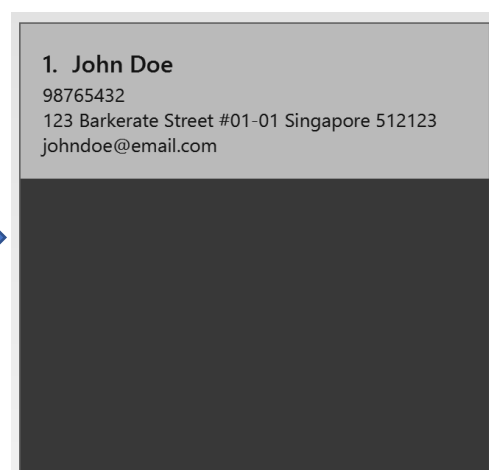 1. John Doe
98765432
123 Barkerate Street #01-01 Singapore 512123
johndoe@email.com